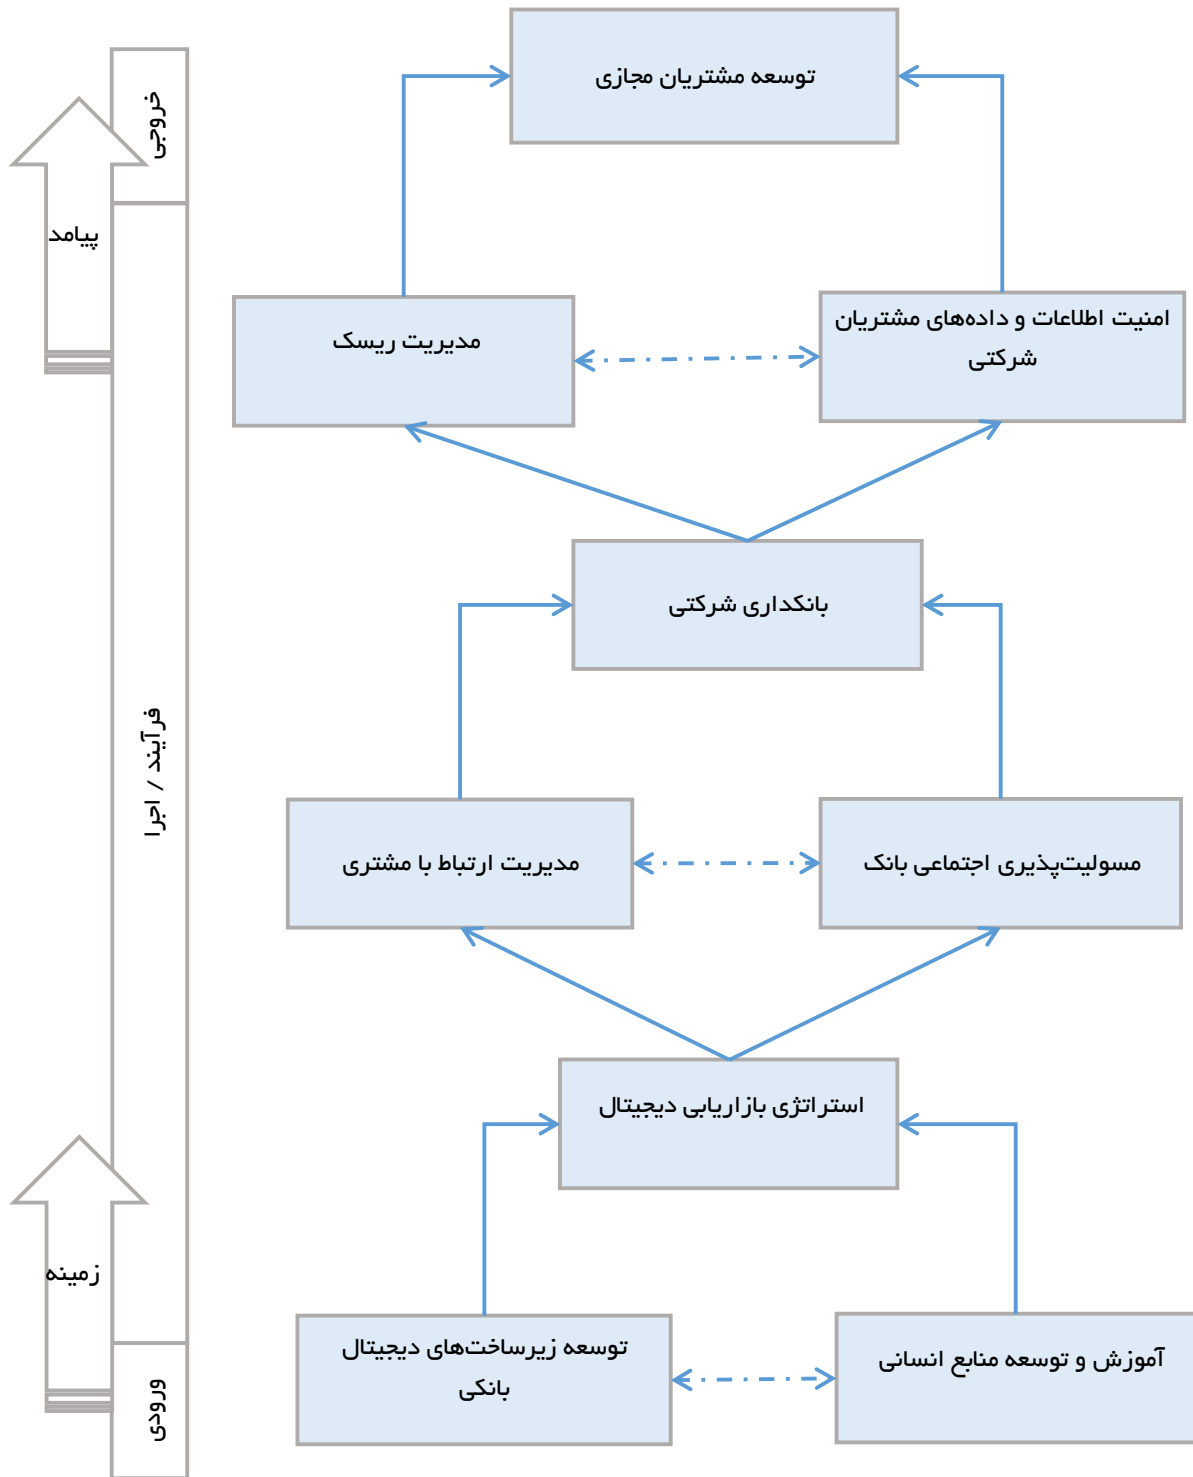 توسعه مشتریان مجازی
خروجی
پیامد
امنیت اطلاعات و داده‌های مشتریان
شرکتی
مدیریت ریسک
بانکداری شرکتی
فرآیند / اجرا
مسولیت‌پذیری اجتماعی بانک
مدیریت ارتباط با مشتری
استراتژی بازاریابی دیجیتال
زمینه
آموزش و توسعه منابع انسانی
توسعه زیرساخت‌های دیجیتال
بانکی
ورودی